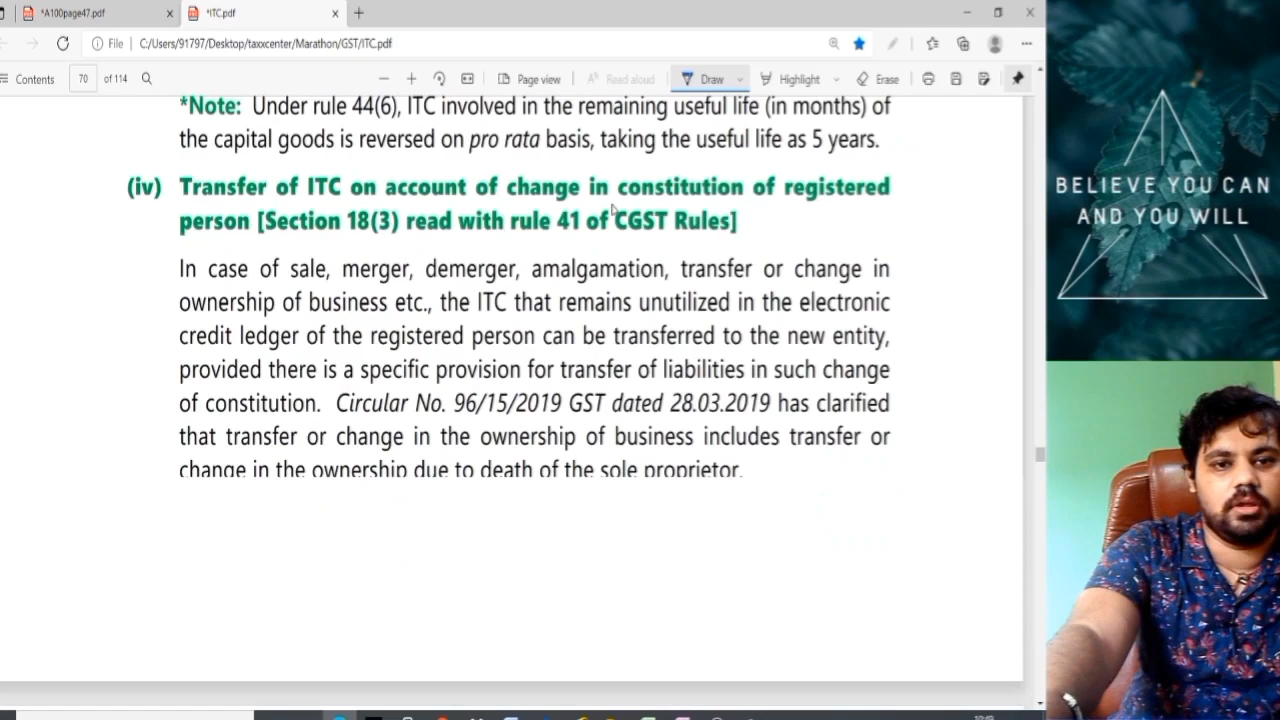 *A100page47.pdf
*ITC.pdf
File
C:/Users/91797/Desktop/taxxcenter/Marathon/GST/ITC.pdf
Contents
70
of 114
Page view
Read aloud
Draw
Highlight
Erase
*Note: Under rule 44(6), ITC involved in the remaining useful life (in months) of
the capital goods is reversed on pro rata basis, taking the useful life as 5 years.
(iv) Transfer of ITC on account of change in constitution of registered
person [Section 18(3) read with rule 41 of CGST Rules]
In case of sale, merger, demerger, amalgamation, transfer or change in
ownership of business etc., the ITC that remains unutilized in the electronic
credit ledger of the registered person can be transferred to the new entity,
provided there is a specific provision for transfer of liabilities in such change
of constitution. Circular No. 96/15/2019 GST dated 28.03.2019 has clarified
that transfer or change in the ownership of business includes transfer or
change in the ownership due to death of the sole proprietor.
BELIEVE YOU CAN
AND YOU WILL